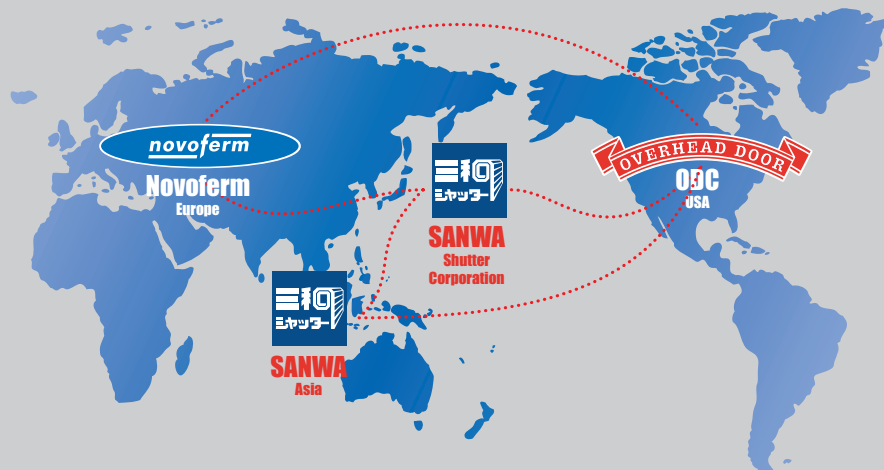 novoferm
Novoferm
Europe
三和
シャッター
SANWA
Shutter
Corporation
OVERHEAD DOOR
ODC
USA
三和
シャッター
SANWA
Asia